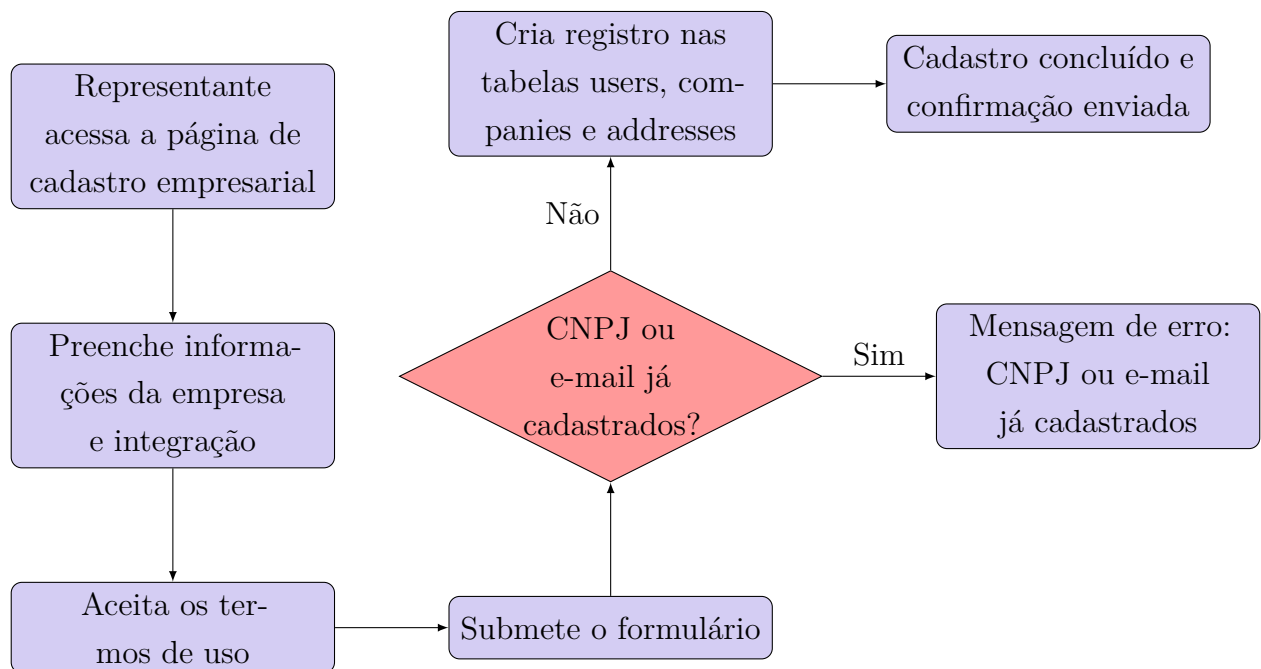 Representante
acessa a página de
cadastro empresarial
Preenche informa-
ções da empresa
e integração
Aceita os ter-
mos de uso
Submete o formulário
CNPJ ou
e-mail já
cadastrados?
Não
Cria registro nas
tabelas users, com-
panies e addresses
Cadastro concluído e
confirmação enviada
Sim
Mensagem de erro:
CNPJ ou e-mail
já cadastrados